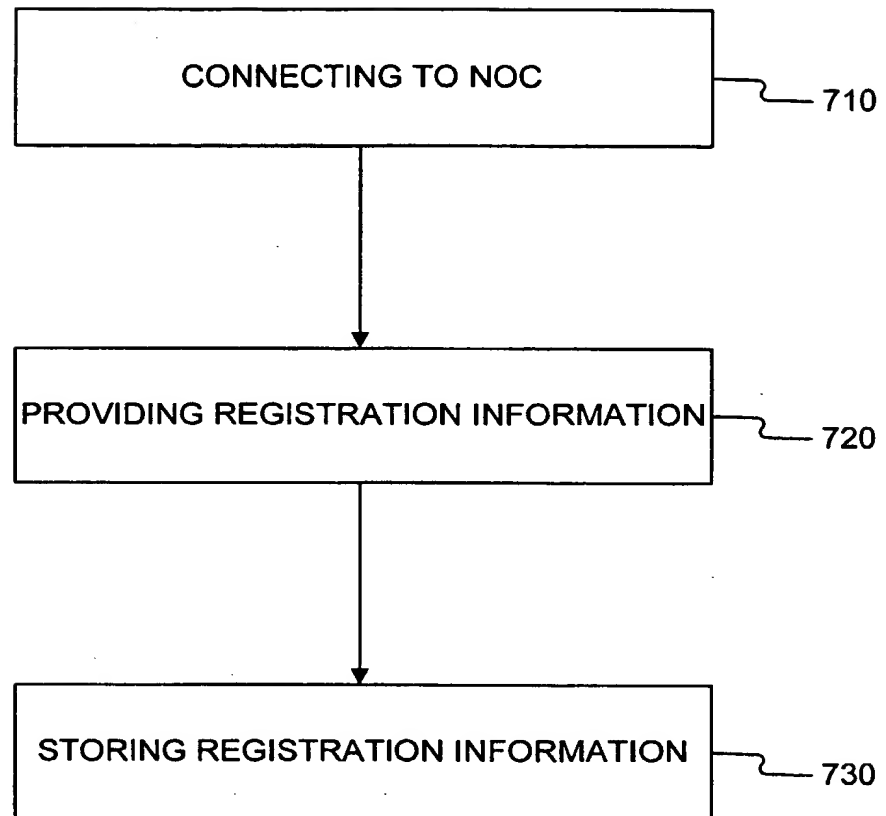 CONNECTING TO NOC
710
PROVIDING REGISTRATION INFORMATION
720
STORING REGISTRATION INFORMATION
730